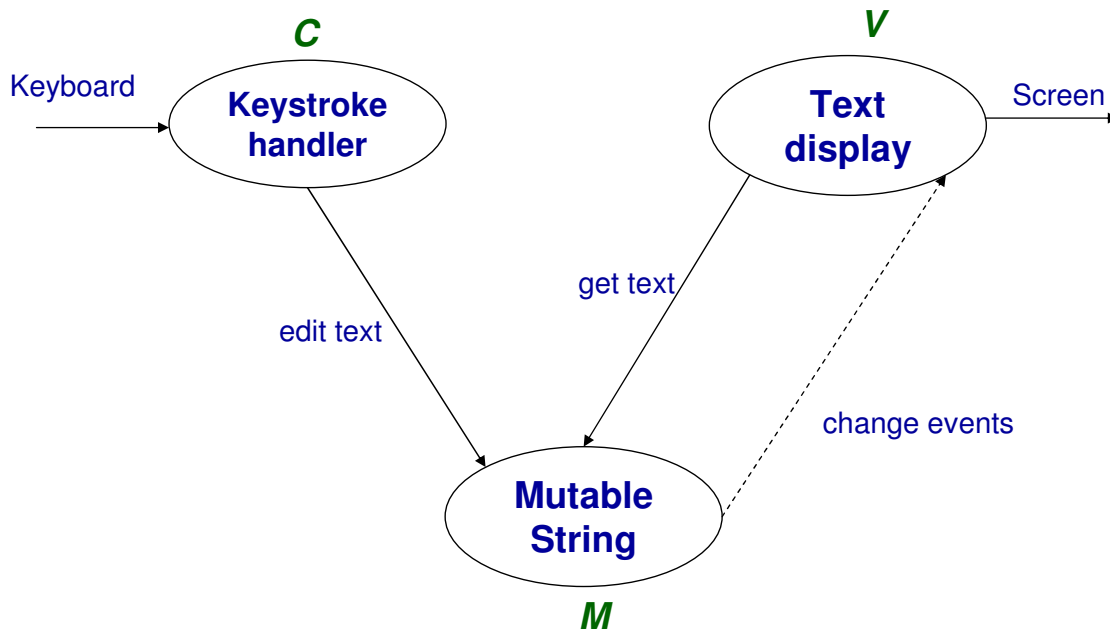 C
V
Keyboard
Keystroke
handler
Text
display
Screen
get text
edit text
change events
Mutable
String
M